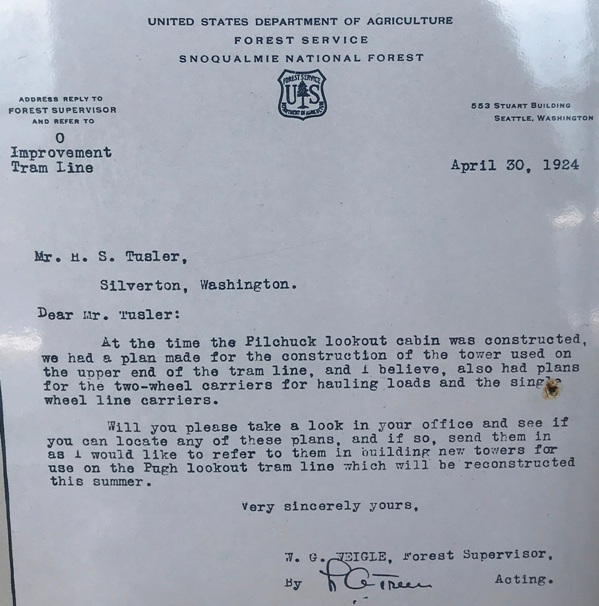 UNITED STATES DEPARTMENT OF AGRICULTURE
FOREST SERVICE
SNOQUALMIE NATIONAL FOREST
FOREST SERVICE
U S
DEPARTMENT OF AGRICULTURE
ADDRESS REPLY TO
FOREST SUPERVISOR
AND REFER TO
O
Improvement
Tram Line
553 STUART BUILDING
SEATTLE, WASHINGTON
April 30, 1924
Mr. H. S. Tusler,
Silverton, Washington.
Dear Mr. Tusler:
At the time the Pilchuck lookout cabin was constructed,
we had a plan made for the construction of the tower used on
the upper end of the tram line, and I believe, also had plans
for the two-wheel carriers for hauling loads and the single
wheel line carriers.
Will you please take a look in your office and see if
you can locate any of these plans, and if so, send them in
as I would like to refer to them in building new towers for
use on the Pugh lookout tram line which will be reconstructed
this summer.
Very sincerely yours,
W. G. WEIGLE, Forest Supervisor,
By Acting.